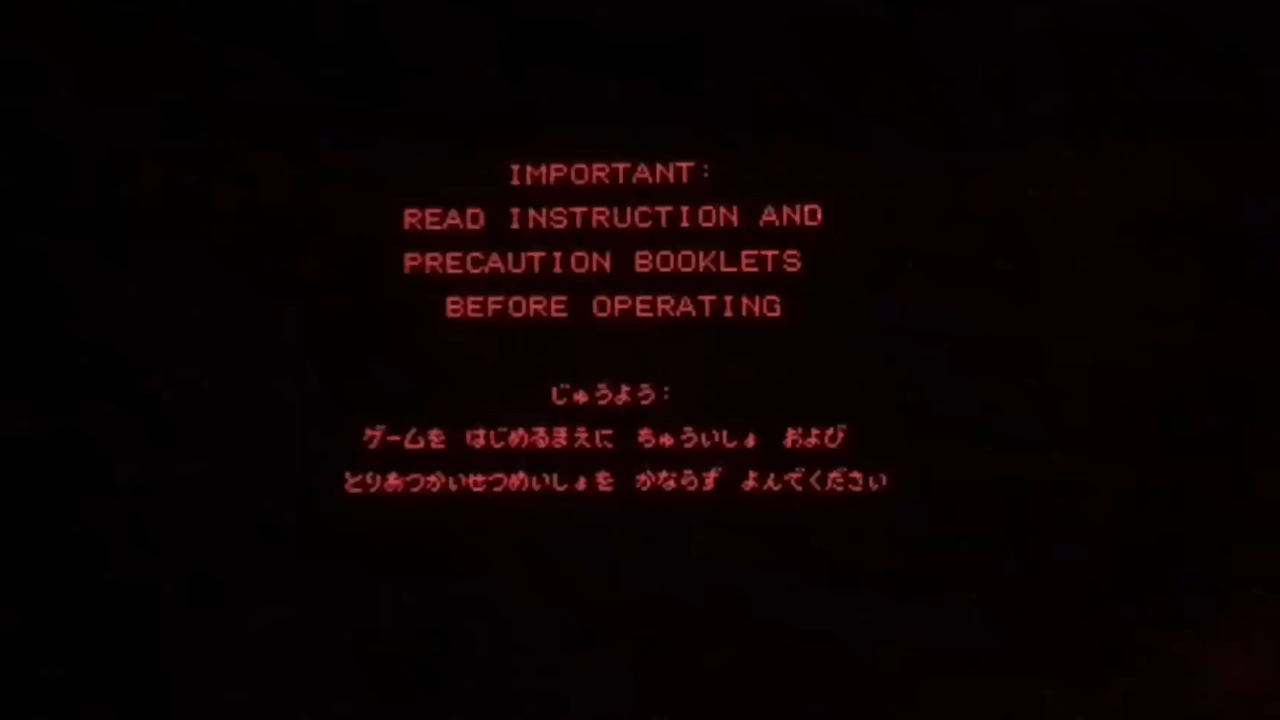 IMPORTANT:
READ INSTRUCTION AND
PRECAUTION BOOKLETS
BEFORE OPERATING
じゅうよう:
ゲームを はじめるまえに ちゅういしょ および
とりあつかいせつめいしょを かならず よんでください